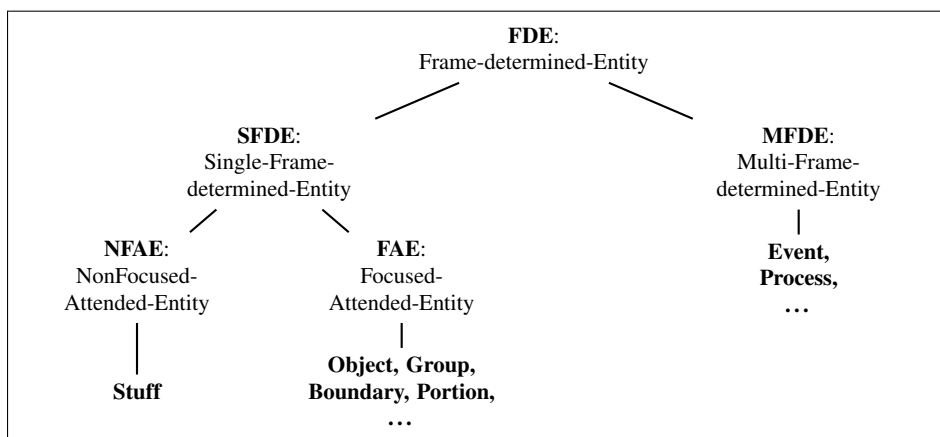 FDE:
Frame-determined-Entity
SFDE:
Single-Frame-
determined-Entity
MFDE:
Multi-Frame-
determined-Entity
NFAE:
NonFocused-
Attended-Entity
FAE:
Focused-
Attended-Entity
Event,
Process,
...
Stuff
Object, Group,
Boundary, Portion,
...